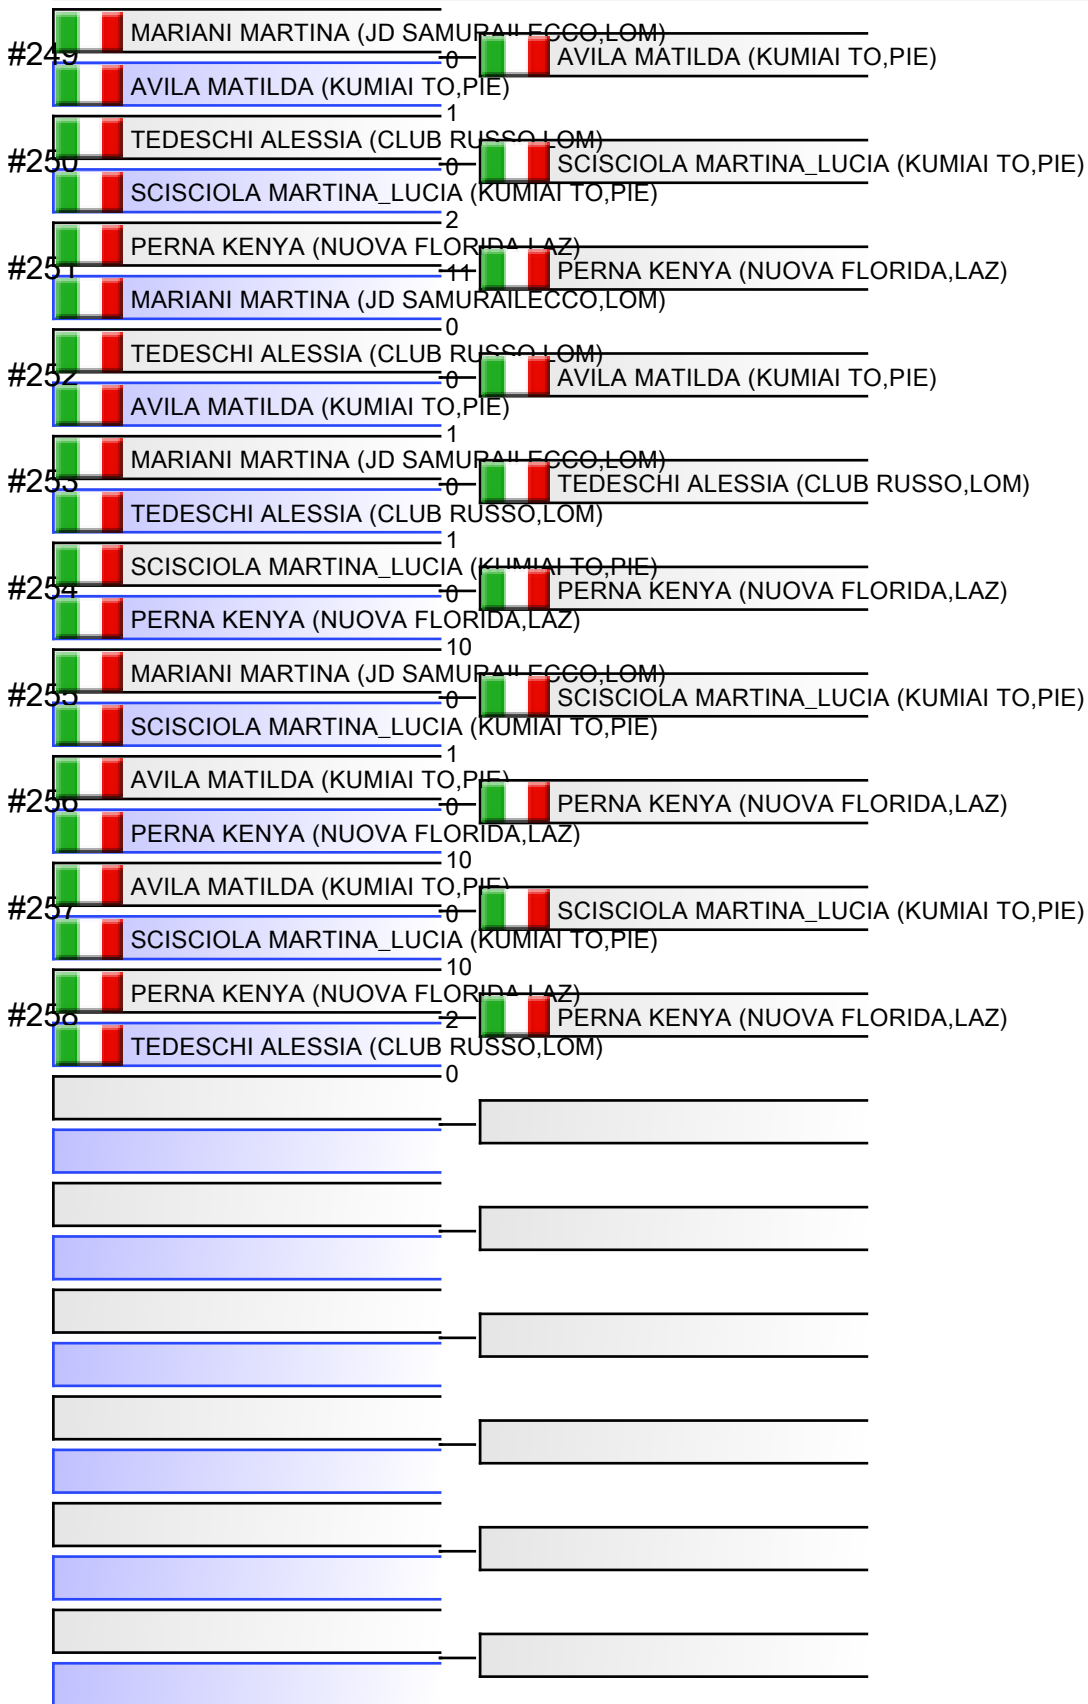 MARIANI MARTINA (JD SAMURAILECCO,LOM)
#249
0
AVILA MATILDA (KUMIAI TO,PIE)
AVILA MATILDA (KUMIAI TO,PIE)
1
TEDESCHI ALESSIA (CLUB RUSSO,LOM)
#250
0
SCISCIOLA MARTINA_LUCIA (KUMIAI TO,PIE)
SCISCIOLA MARTINA_LUCIA (KUMIAI TO,PIE)
2
PERNA KENYA (NUOVA FLORIDA,LAZ)
#251
11
PERNA KENYA (NUOVA FLORIDA,LAZ)
MARIANI MARTINA (JD SAMURAILECCO,LOM)
0
TEDESCHI ALESSIA (CLUB RUSSO,LOM)
#252
0
AVILA MATILDA (KUMIAI TO,PIE)
AVILA MATILDA (KUMIAI TO,PIE)
1
MARIANI MARTINA (JD SAMURAILECCO,LOM)
#253
0
TEDESCHI ALESSIA (CLUB RUSSO,LOM)
TEDESCHI ALESSIA (CLUB RUSSO,LOM)
1
SCISCIOLA MARTINA_LUCIA (KUMIAI TO,PIE)
#254
0
PERNA KENYA (NUOVA FLORIDA,LAZ)
PERNA KENYA (NUOVA FLORIDA,LAZ)
10
MARIANI MARTINA (JD SAMURAILECCO,LOM)
#255
0
SCISCIOLA MARTINA_LUCIA (KUMIAI TO,PIE)
SCISCIOLA MARTINA_LUCIA (KUMIAI TO,PIE)
1
AVILA MATILDA (KUMIAI TO,PIE)
#256
0
PERNA KENYA (NUOVA FLORIDA,LAZ)
PERNA KENYA (NUOVA FLORIDA,LAZ)
10
AVILA MATILDA (KUMIAI TO,PIE)
#257
0
SCISCIOLA MARTINA_LUCIA (KUMIAI TO,PIE)
SCISCIOLA MARTINA_LUCIA (KUMIAI TO,PIE)
10
PERNA KENYA (NUOVA FLORIDA,LAZ)
#258
2
PERNA KENYA (NUOVA FLORIDA,LAZ)
TEDESCHI ALESSIA (CLUB RUSSO,LOM)
0